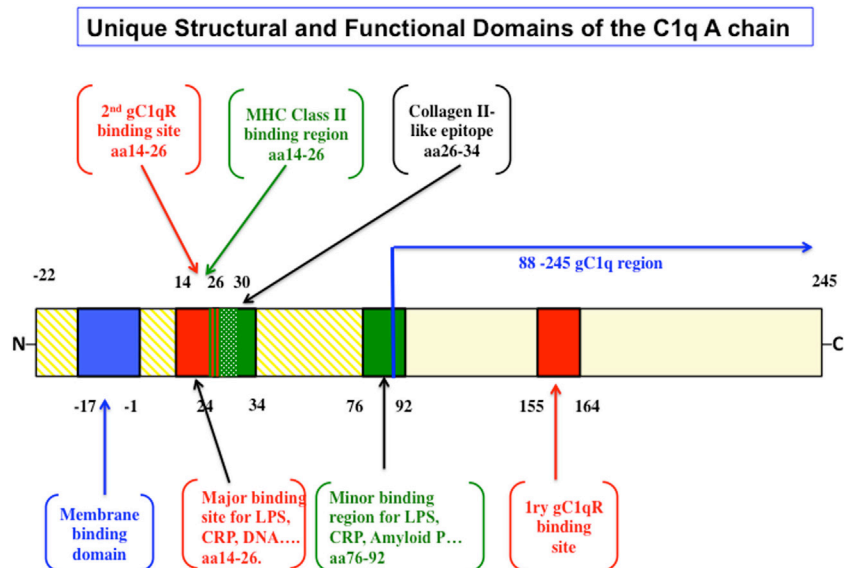 Unique Structural and Functional Domains of the C1q A chain
2nd gC1qR
binding site
aa14-26
MHC Class II
binding region
aa14-26
Collagen II-
like epitope
aa26-34
88 -245 gC1q region
-22
14
26
30
245
N
C
-17
-1
24
34
76
92
155
164
Membrane
binding
domain
Major binding
site for LPS,
CRP, DNA....
aa14-26.
Minor binding
region for LPS,
CRP, Amyloid P...
aa76-92
1ry gC1qR
binding
site